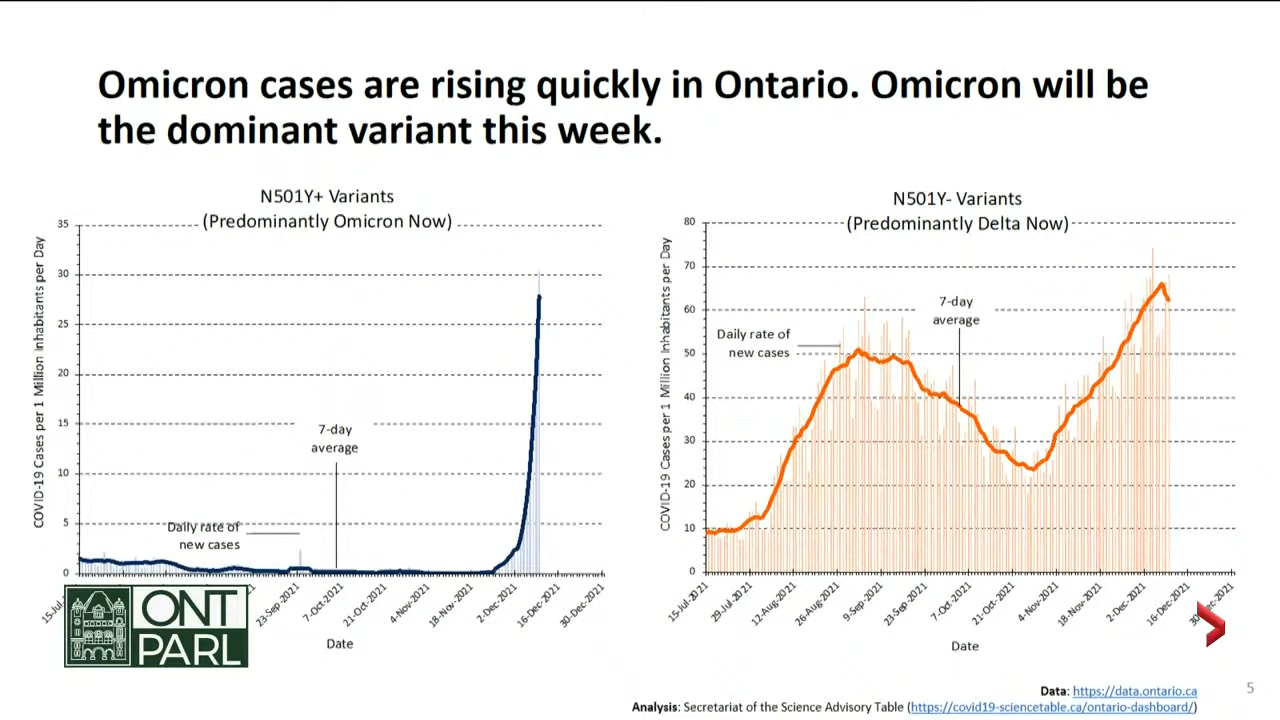 Omicron cases are rising quickly in Ontario. Omicron will be
the dominant variant this week.
N501Y+ Variants
(Predominantly Omicron Now)
COVID-19 Cases per 1 Million Inhabitants per Day
35
30
25
20
15
10
5
0
7-day
average
Daily rate of
new cases
15-Jul
23-Sep-2021
7-Oct-2021
21-Oct-2021
4-Nov-2021
18-Nov-2021
2-Dec-2021
16-Dec-2021
30-Dec-2021
Date
N501Y- Variants
(Predominantly Delta Now)
COVID-19 Cases per 1 Million Inhabitants per Day
80
70
60
50
40
30
20
10
0
7-day
average
Daily rate of
new cases
15-Jul-2021
29-Jul-2021
12-Aug-2021
26-Aug-2021
9-Sep-2021
23-Sep-2021
7-Oct-2021
21-Oct-2021
4-Nov-2021
18-Nov-2021
2-Dec-2021
16-Dec-2021
Date
ONT
PARL
Data: https://data.ontario.ca
Analysis: Secretariat of the Science Advisory Table (https://covid19-sciencetable.ca/ontario-dashboard/)
5